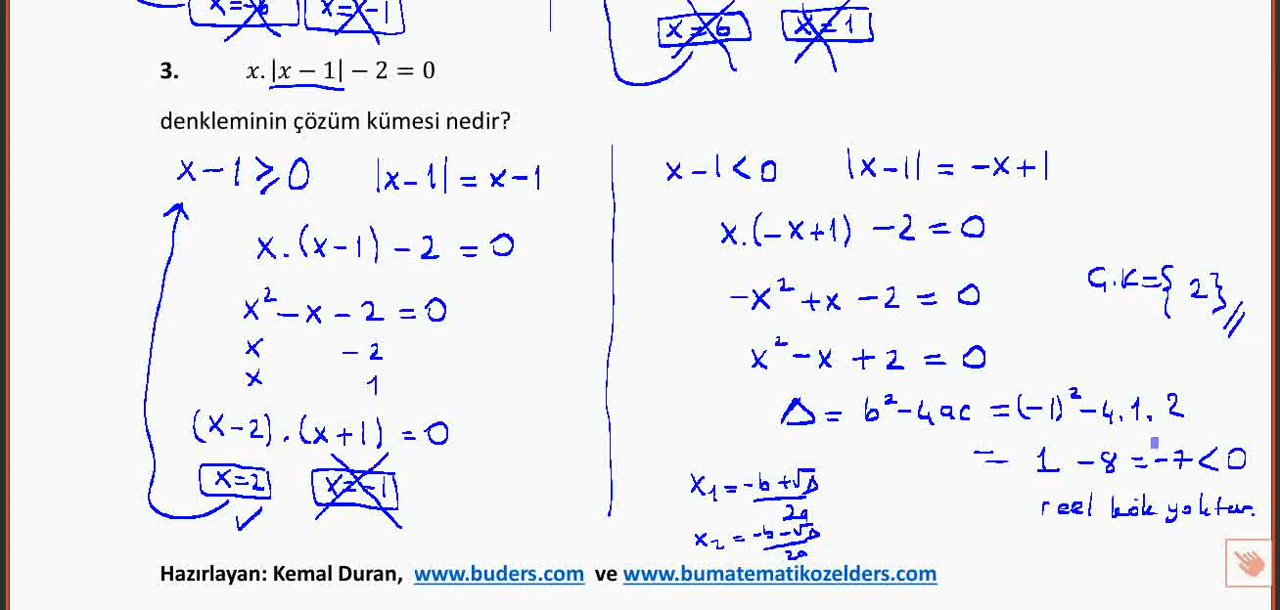 x=-6 x=-1
x=6 x=1
3. x.|x − 1| − 2 = 0
denkleminin çözüm kümesi nedir?
x-1⩾0 |x-1|=x-1
x.(x-1)-2=0
x²-x-2=0
x -2
x 1
(x-2).(x+1)=0
x=2 x=-1
x-1<0 |x-1|=-x+1
x.(-x+1)-2=0
-x²+x-2=0
x²-x+2=0
Δ=b²-4ac=(-1)²-4.1.2
=1-8=-7<0
reel kök yoktur.
x₁=-b+√Δ/2a
x₂=-b-√Δ/2a
Ç.K={2}
Hazırlayan: Kemal Duran, www.buders.com ve www.bumatematikozelders.com